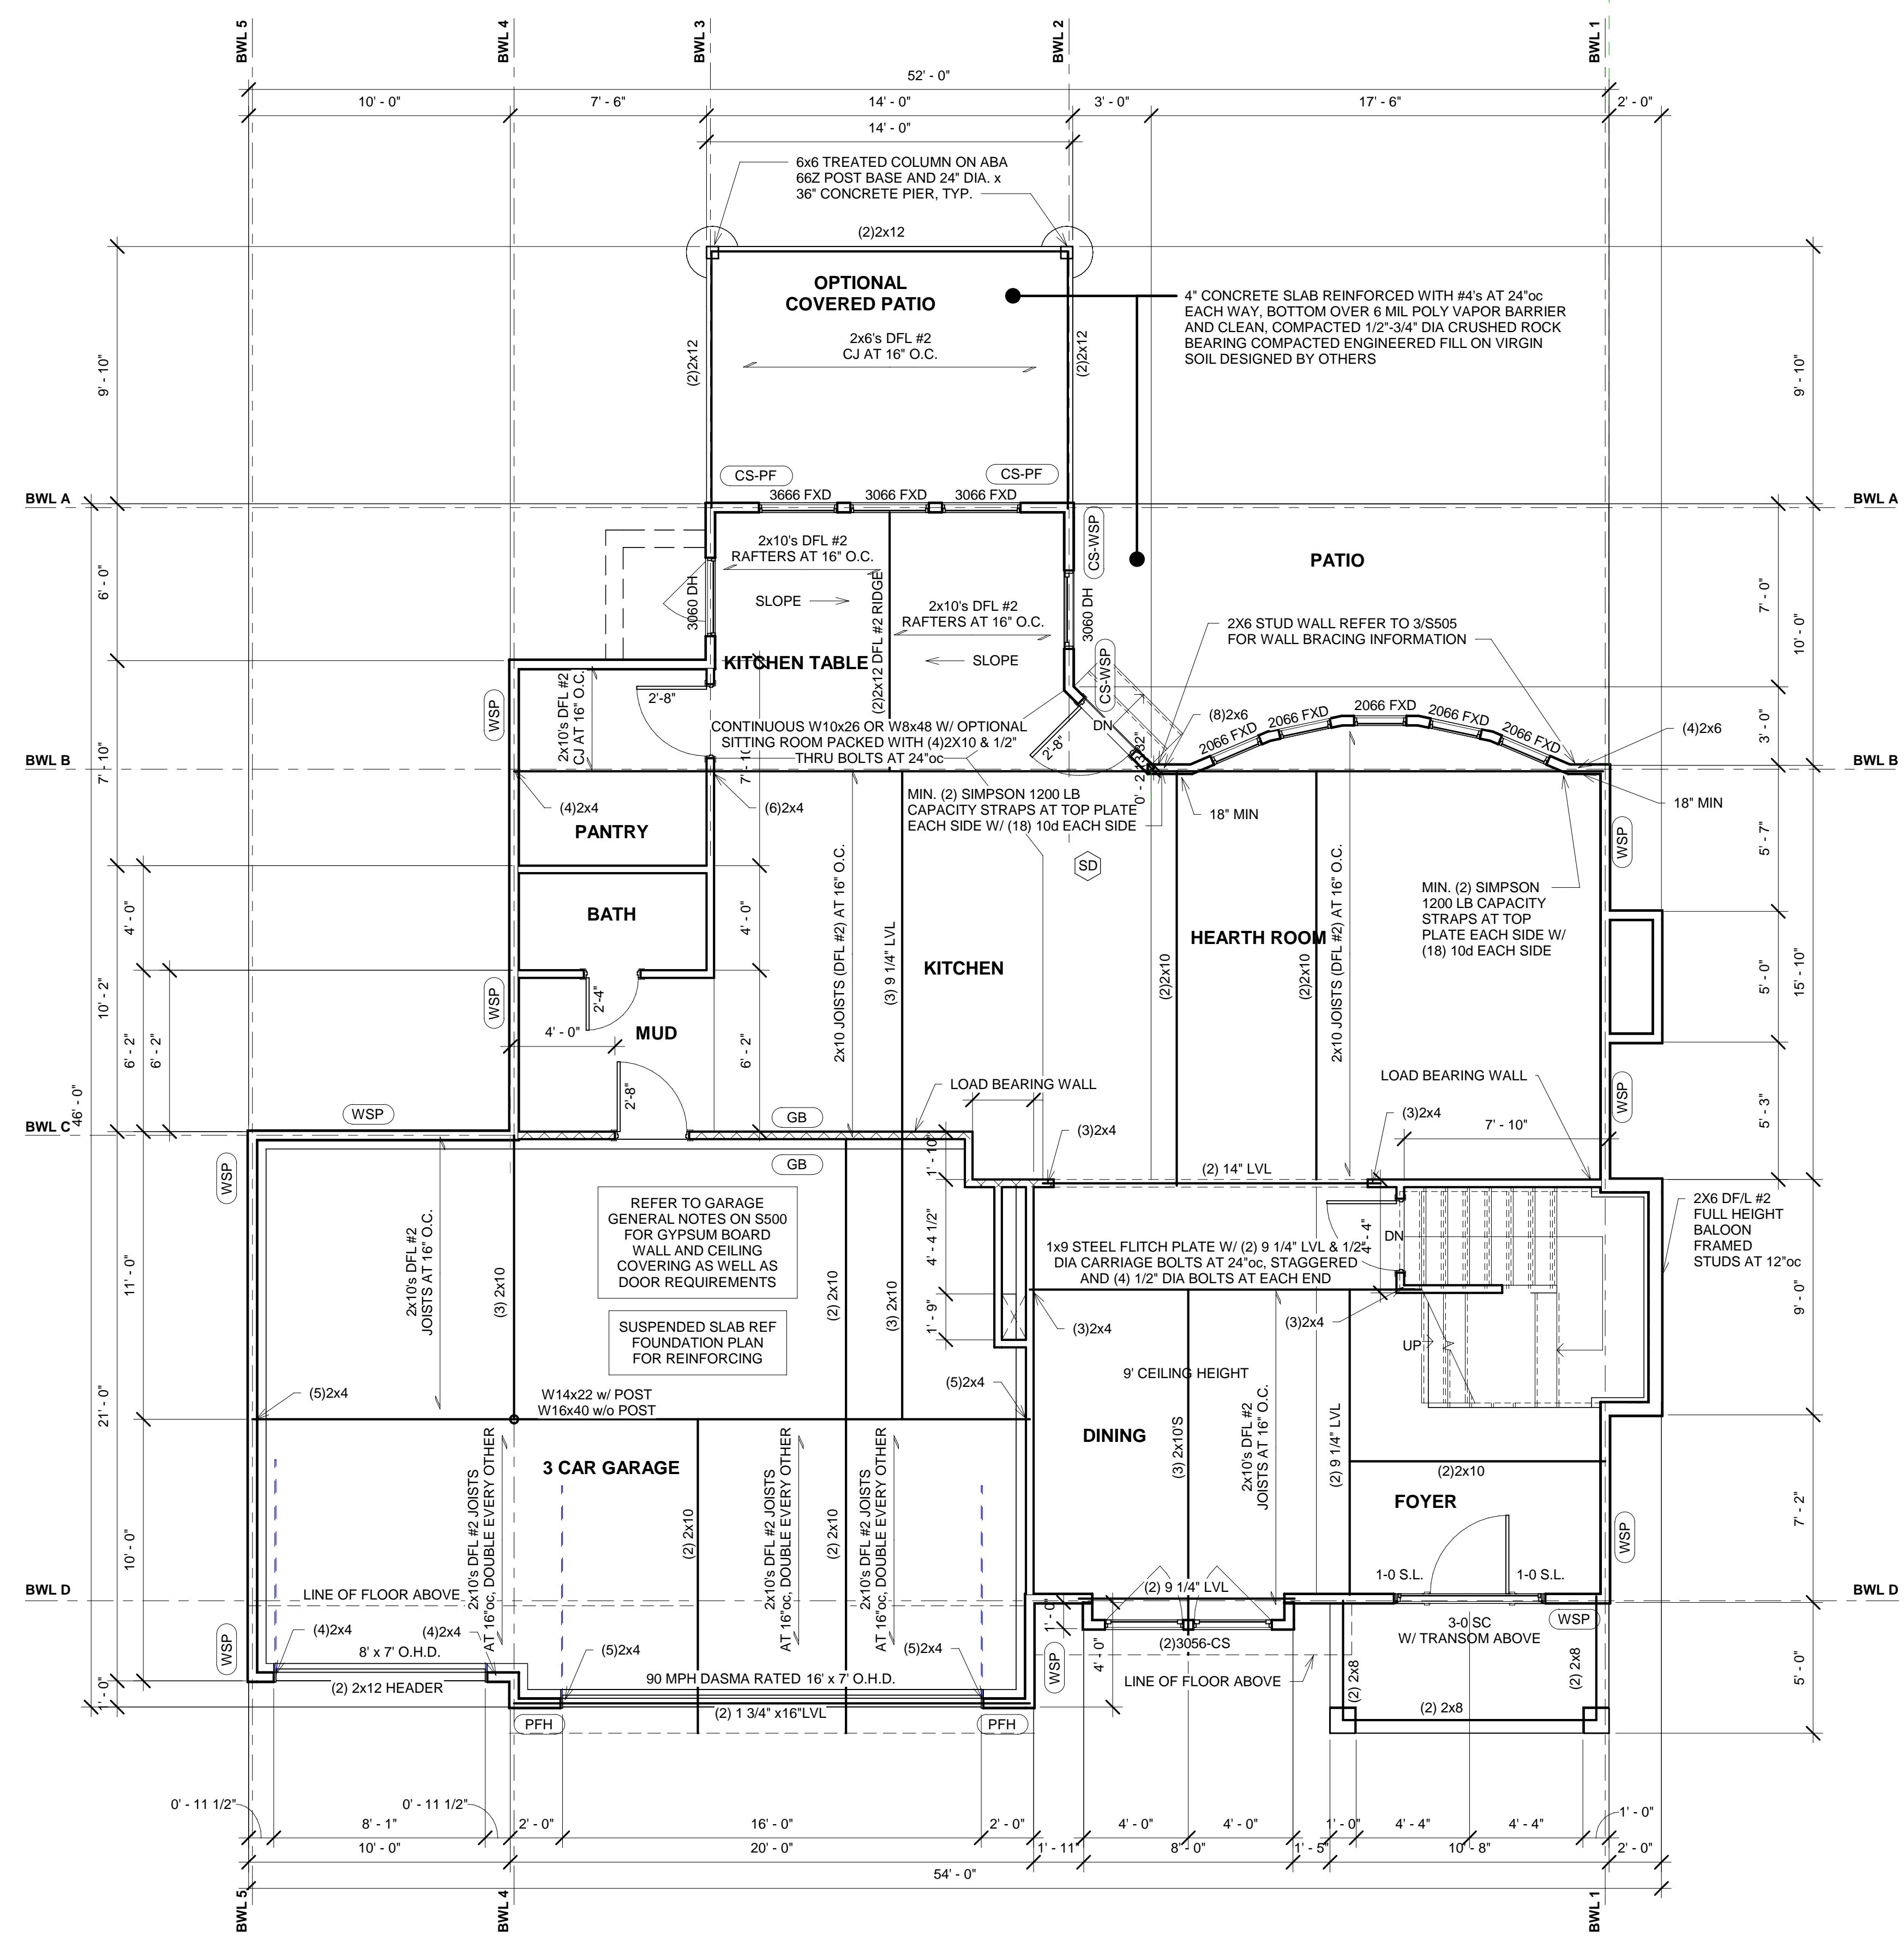 BWL 5
BWL 4
BWL 3
BWL 2
BWL 1
52' - 0"
10' - 0"
7' - 6"
14' - 0"
3' - 0"
17' - 6"
2' - 0"
14' - 0"
6x6 TREATED COLUMN ON ABA
66Z POST BASE AND 24" DIA. x
36" CONCRETE PIER, TYP.
(2)2x12
OPTIONAL
COVERED PATIO
2x6's DFL #2
CJ AT 16" O.C.
(2)2x12
(2)2x12
4" CONCRETE SLAB REINFORCED WITH #4's AT 24"oc
EACH WAY, BOTTOM OVER 6 MIL POLY VAPOR BARRIER
AND CLEAN, COMPACTED 1/2"-3/4" DIA CRUSHED ROCK
BEARING COMPACTED ENGINEERED FILL ON VIRGIN
SOIL DESIGNED BY OTHERS
9' - 10"
9' - 10"
CS-PF
CS-PF
BWL A
3666 FXD
3066 FXD
3066 FXD
BWL A
CS-WSP
2x10's DFL #2
RAFTERS AT 16" O.C.
PATIO
6' - 0"
3060 DH
SLOPE
(2)2x12 DFL #2 RIDGE
2x10's DFL #2
RAFTERS AT 16" O.C.
3060 DH
7' - 0"
10' - 0"
2X6 STUD WALL REFER TO 3/S505
FOR WALL BRACING INFORMATION
KITCHEN TABLE
SLOPE
CS-WSP
WSP
2x10's DFL #2
CJ AT 16" O.C.
2'-8"
CONTINUOUS W10x26 OR W8x48 W/ OPTIONAL
SITTING ROOM PACKED WITH (4)2X10 & 1/2"
THRU BOLTS AT 24"oc
DN
2'-8"
(8)2x6
2066 FXD
2066 FXD
2066 FXD
2066 FXD
2066 FXD
(4)2x6
3' - 0"
BWL B
7' - 10"
BWL B
MIN. (2) SIMPSON 1200 LB
CAPACITY STRAPS AT TOP PLATE
EACH SIDE W/ (18) 10d EACH SIDE
(4)2x4
(6)2x4
18" MIN
18" MIN
PANTRY
SD
WSP
5' - 7"
MIN. (2) SIMPSON
1200 LB CAPACITY
STRAPS AT TOP
PLATE EACH SIDE W/
(18) 10d EACH SIDE
4' - 0"
BATH
4' - 0"
2x10 JOISTS (DFL #2) AT 16" O.C.
(3) 9 1/4" LVL
KITCHEN
(2)2x10
HEARTH ROOM
(2)2x10
2x10 JOISTS (DFL #2) AT 16" O.C.
5' - 0"
15' - 10"
10' - 2"
WSP
2'-4"
4' - 0"
MUD
6' - 2"
6' - 2"
6' - 2"
2'-8"
LOAD BEARING WALL
LOAD BEARING WALL
WSP
5' - 3"
46' - 0"
BWL C
WSP
GB
(3)2x4
(3)2x4
7' - 10"
BWL C
WSP
GB
1' - 10"
(2) 14" LVL
REFER TO GARAGE
GENERAL NOTES ON S500
FOR GYPSUM BOARD
WALL AND CEILING
COVERING AS WELL AS
DOOR REQUIREMENTS
2x10's DFL #2
JOISTS AT 16" O.C.
4' - 4 1/2"
1x9 STEEL FLITCH PLATE W/ (2) 9 1/4" LVL & 1/2"
DIA CARRIAGE BOLTS AT 24"oc, STAGGERED
AND (4) 1/2" DIA BOLTS AT EACH END
4' - 4"
DN
2X6 DF/L #2
FULL HEIGHT
BALOON
FRAMED
STUDS AT 12"oc
11' - 0"
(3) 2x10
(2) 2x10
(3) 2x10
1' - 9"
SUSPENDED SLAB REF
FOUNDATION PLAN
FOR REINFORCING
(3)2x4
(3)2x4
9' - 0"
UP
9' CEILING HEIGHT
(5)2x4
W14x22 w/ POST
W16x40 w/o POST
(5)2x4
21' - 0"
DINING
(3) 2x10'S
2x10's DFL #2
JOISTS AT 16" O.C.
(2) 9 1/4" LVL
3 CAR GARAGE
2x10's DFL #2 JOISTS
AT 16"oc, DOUBLE EVERY OTHER
(2) 2x10
2x10's DFL #2 JOISTS
AT 16"oc, DOUBLE EVERY OTHER
(2) 2x10
2x10's DFL #2 JOISTS
AT 16"oc, DOUBLE EVERY OTHER
(2)2x10
FOYER
10' - 0"
7' - 2"
WSP
1-0 S.L.
1-0 S.L.
BWL D
LINE OF FLOOR ABOVE
(2) 9 1/4" LVL
BWL D
WSP
(4)2x4
(4)2x4
8' x 7' O.H.D.
(2) 2x12 HEADER
(5)2x4
(5)2x4
90 MPH DASMA RATED 16' x 7' O.H.D.
(2) 1 3/4" x16"LVL
1' - 0"
WSP
4' - 0"
(2)3056-CS
LINE OF FLOOR ABOVE
3-0 SC
W/ TRANSOM ABOVE
WSP
(2) 2x8
(2) 2x8
(2) 2x8
5' - 0"
1' - 0"
PFH
PFH
0' - 11 1/2"
0' - 11 1/2"
8' - 1"
2' - 0"
16' - 0"
2' - 0"
4' - 0"
4' - 0"
1' - 0"
4' - 4"
4' - 4"
1' - 0"
10' - 0"
20' - 0"
1' - 11"
8' - 0"
1' - 5"
10' - 8"
2' - 0"
54' - 0"
BWL 5
BWL 4
BWL 1